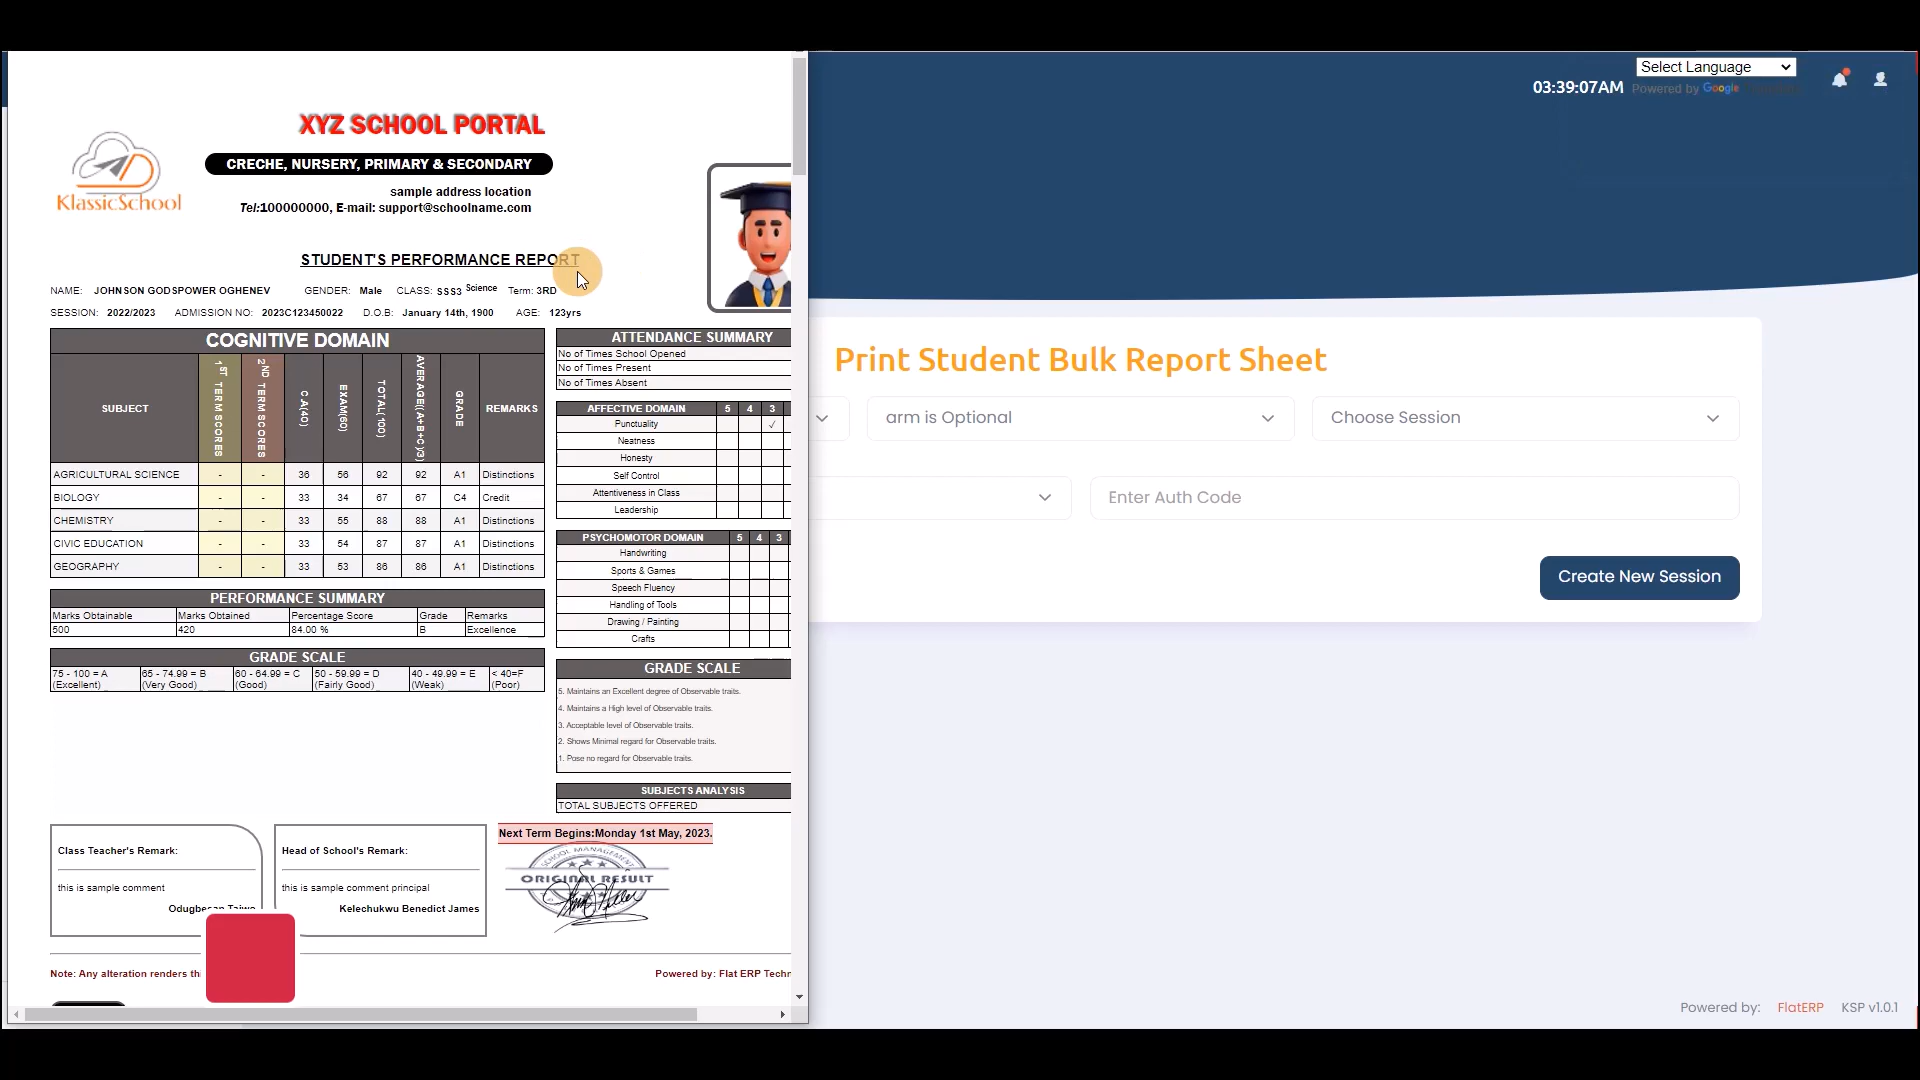 03:39:07AM
Select Language
Powered by Google
XYZ SCHOOL PORTAL
CRECHE, NURSERY, PRIMARY & SECONDARY
KlassicSchool
sample address location
Tel:100000000, E-mail: support@schoolname.com
STUDENT'S PERFORMANCE REPORT
NAME: JOHNSON GODSPOWER OGHENEV GENDER: Male CLASS: SSS3 Science Term: 3RD
SESSION: 2022/2023 ADMISSION NO: 2023C123450022 D.O.B: January 14th, 1900 AGE: 123yrs
COGNITIVE DOMAIN
SUBJECT 1ST TERM SCORES 2ND TERM SCORES C.A(40) EXAM(60) TOTAL(100) AVERAGE((A+B+C)/3) GRADE REMARKS
AGRICULTURAL SCIENCE - - 36 56 92 92 A1 Distinctions
BIOLOGY - - 33 34 67 67 C4 Credit
CHEMISTRY - - 33 55 88 88 A1 Distinctions
CIVIC EDUCATION - - 33 54 87 87 A1 Distinctions
GEOGRAPHY - - 33 53 86 86 A1 Distinctions
PERFORMANCE SUMMARY
Marks Obtainable Marks Obtained Percentage Score Grade Remarks
500 420 84.00 % B Excellence
GRADE SCALE
75 - 100 = A 65 - 74.99 = B 60 - 64.99 = C 50 - 59.99 = D 40 - 49.99 = E < 40=F
(Excellent) (Very Good) (Good) (Fairly Good) (Weak) (Poor)
ATTENDANCE SUMMARY
No of Times School Opened
No of Times Present
No of Times Absent
AFFECTIVE DOMAIN 5 4 3
Punctuality ✓
Neatness
Honesty
Self Control
Attentiveness in Class
Leadership
PSYCHOMOTOR DOMAIN 5 4 3
Handwriting
Sports & Games
Speech Fluency
Handling of Tools
Drawing / Painting
Crafts
GRADE SCALE
5. Maintains an Excellent degree of Observable traits.
4. Maintains a High level of Observable traits.
3. Acceptable level of Observable traits.
2. Shows Minimal regard for Observable traits.
1. Pose no regard for Observable traits.
SUBJECTS ANALYSIS
TOTAL SUBJECTS OFFERED
Class Teacher's Remark:
this is sample comment
Odugbesan Taiwo
Head of School's Remark:
this is sample comment principal
Kelechukwu Benedict James
Next Term Begins:Monday 1st May, 2023.
SCHOOL MANAGEMENT
ORIGINAL RESULT
Note: Any alteration renders
Powered by: Flat ERP Techn
Print Student Bulk Report Sheet
arm is Optional
Choose Session
Enter Auth Code
Create New Session
Powered by: FlatERP KSP v1.0.1